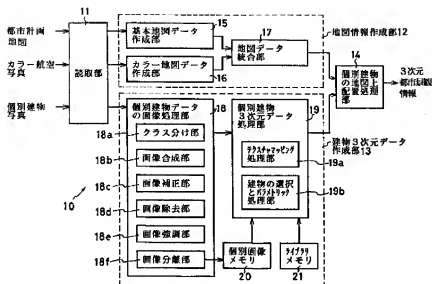 都市計画
地図
カラー航空
写真
個別建物
写真
11
読取部
15
基本地図データ
作成部
カラー地図データ
作成部
16
17
地図データ
統合部
地図情報作成部12
14
個別建物
の地図上
配置処理
部
3次元
都市景観
情報
個別建物データ
の画像処理部
18
18a
クラス分け部
18b
画像合成部
18c
画像補正部
18d
画像除去部
18e
画像強調部
18f
画像分離部
10
19
個別建物
3次元データ
処理部
テクスチャマッピング
処理部
19a
建物の選択
とパラメトリック
処理部
19b
建物3次元データ
作成部13
個別画像
メモリ
20
ライブラリ
メモリ
21